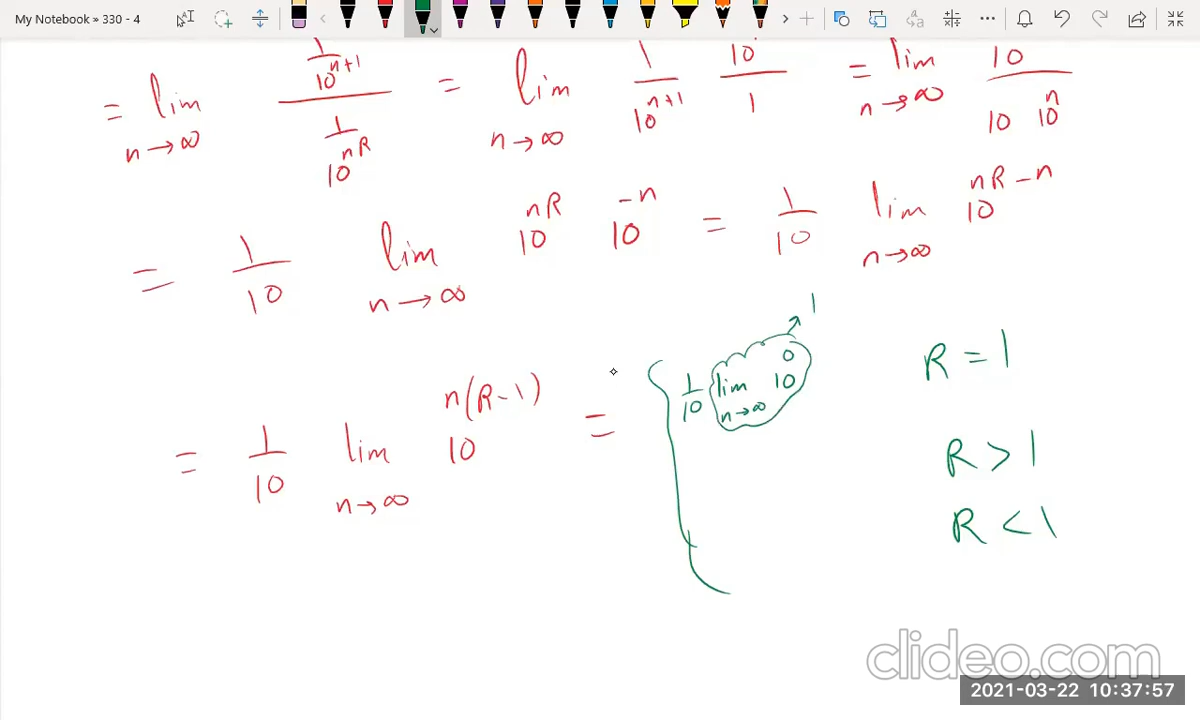 My Notebook » 330 - 4
= lim n→∞ (1/10^(n+1)) / (1/10^(nR)) = lim n→∞ 1/10^(n+1) 10/1 = lim n→∞ 10 / 10 10^n
= 1/10 lim n→∞ 10^(nR) 10^(-n) = 1/10 lim n→∞ 10^(nR-n)
= 1/10 lim n→∞ 10^(n(R-1)) = { 1/10 lim n→∞ 10^0 → 1 R = 1
R > 1
R < 1
clideo.com
2021-03-22 10:37:57